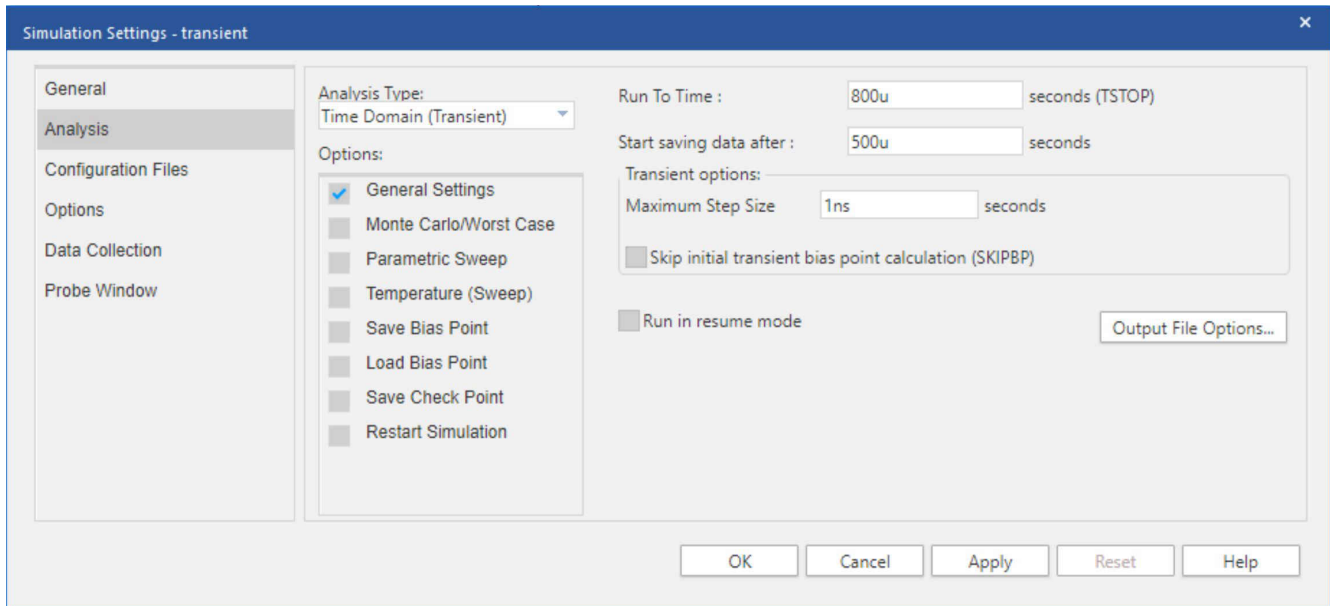 Simulation Settings - transient
×
General
Analysis
Configuration Files
Options
Data Collection
Probe Window
Analysis Type:
Time Domain (Transient)
Options:
General Settings
Monte Carlo/Worst Case
Parametric Sweep
Temperature (Sweep)
Save Bias Point
Load Bias Point
Save Check Point
Restart Simulation
Run To Time : 800u seconds (TSTOP)
Start saving data after : 500u seconds
Transient options:
Maximum Step Size 1ns seconds
Skip initial transient bias point calculation (SKIPBP)
Run in resume mode
Output File Options...
OK Cancel Apply Reset Help